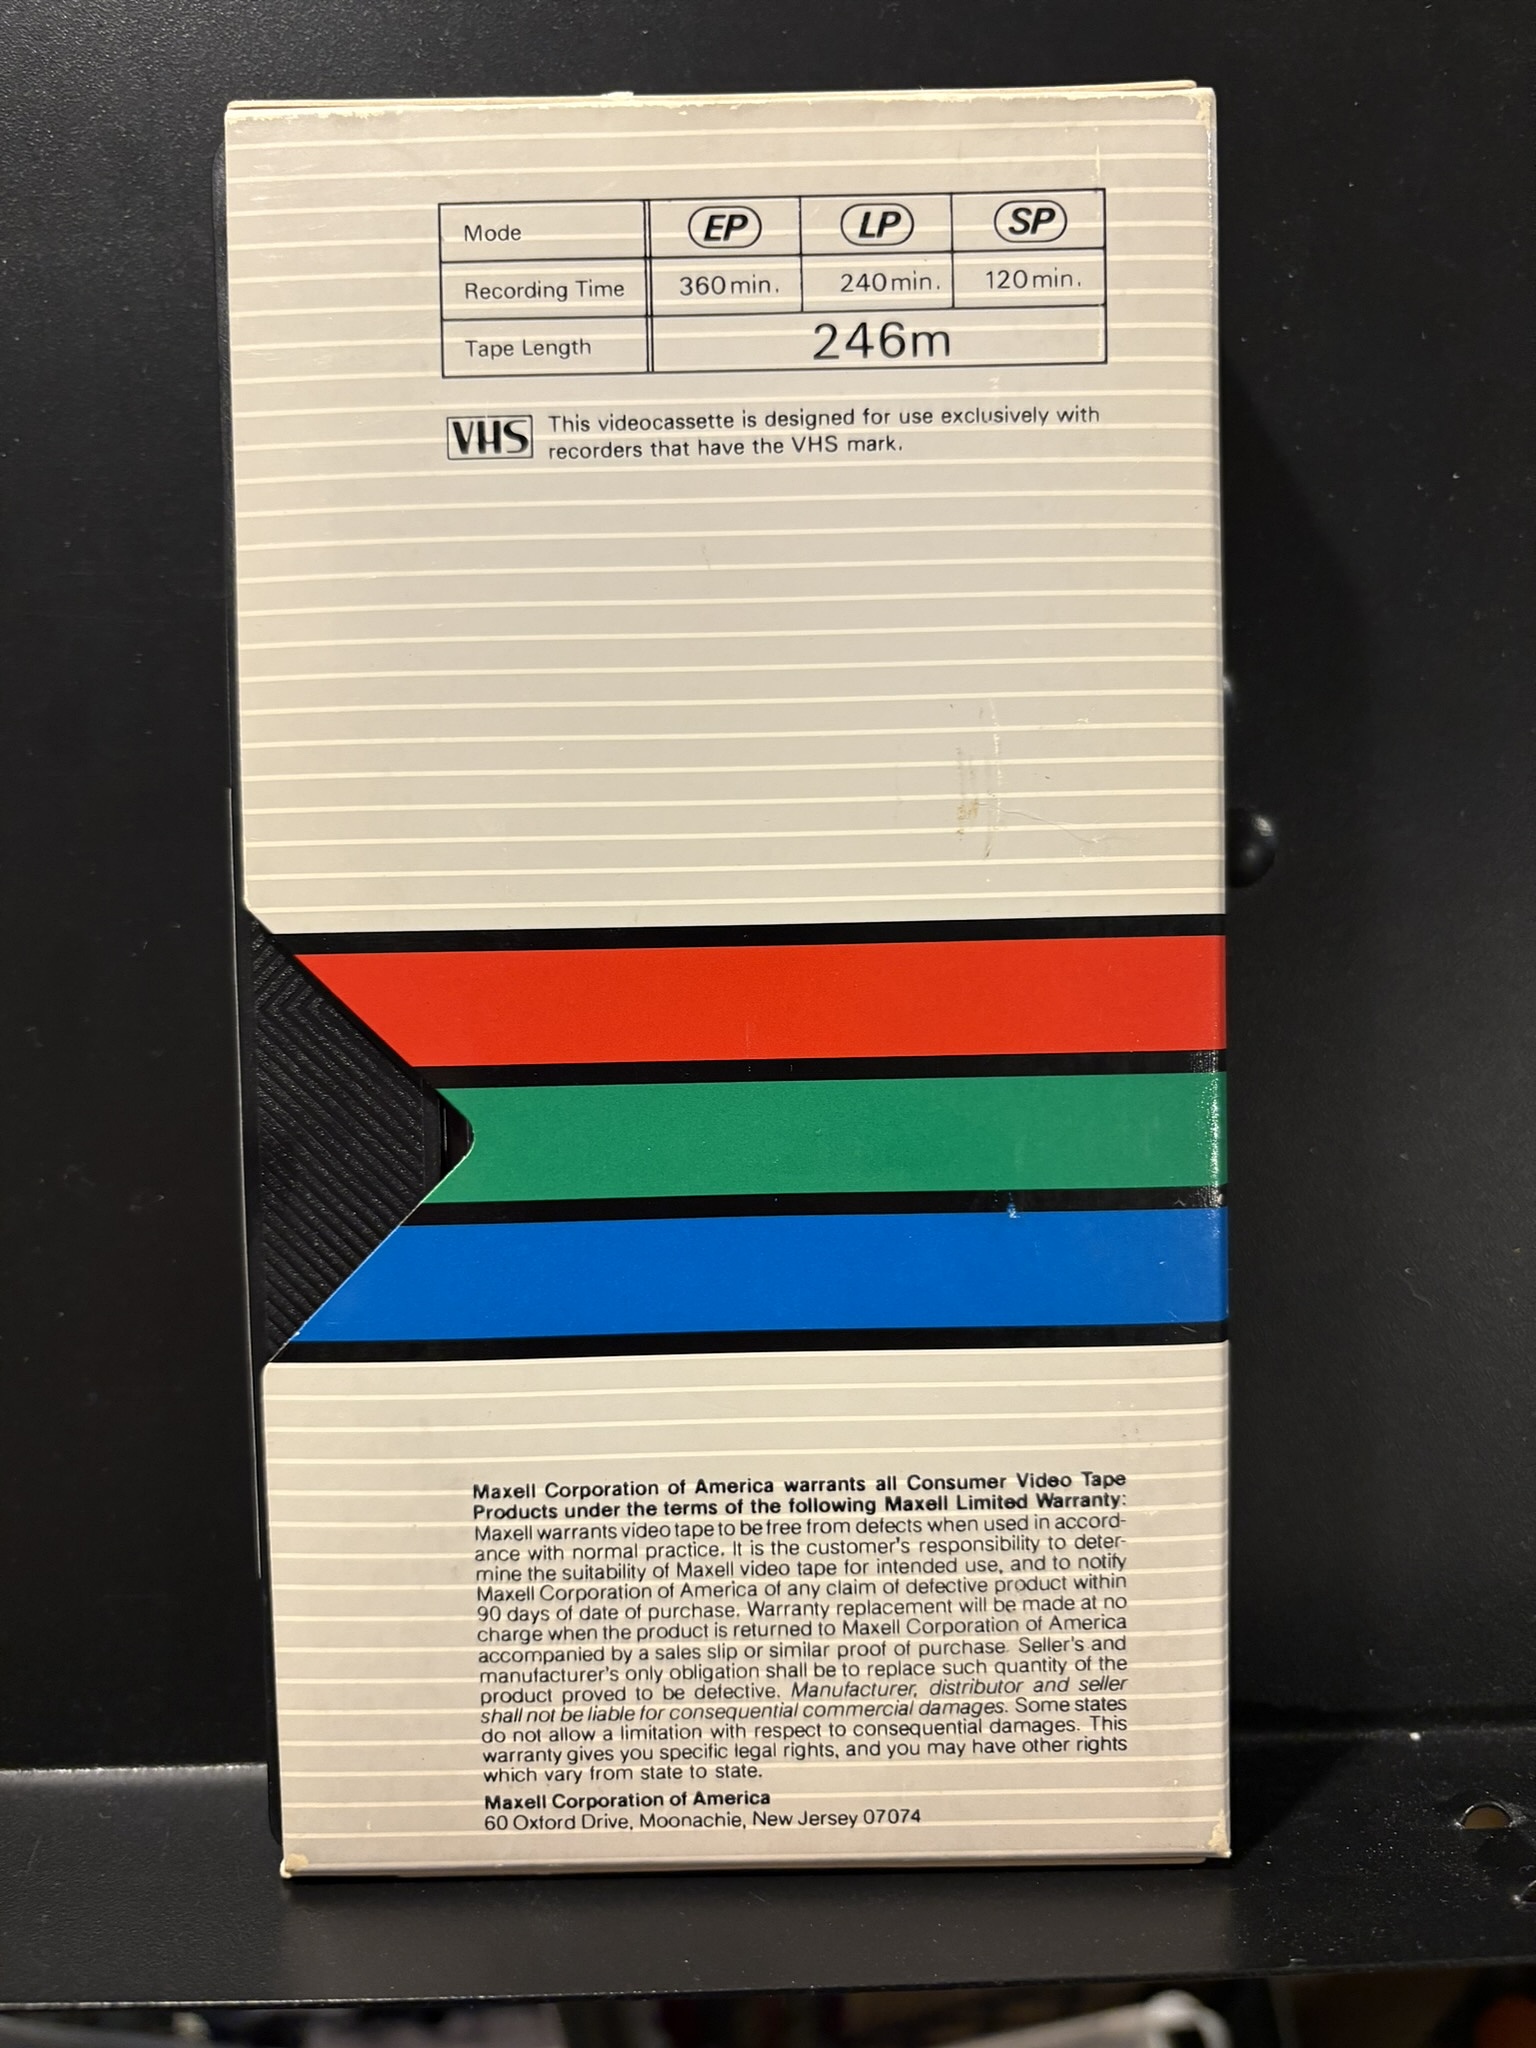 Mode EP LP SP
Recording Time 360min. 240min. 120min.
Tape Length 246m
VHS This videocassette is designed for use exclusively with
recorders that have the VHS mark.
Maxell Corporation of America warrants all Consumer Video Tape
Products under the terms of the following Maxell Limited Warranty:
Maxell warrants video tape to be free from defects when used in accord-
ance with normal practice. It is the customer's responsibility to deter-
mine the suitability of Maxell video tape for intended use, and to notify
Maxell Corporation of America of any claim of defective product within
90 days of date of purchase. Warranty replacement will be made at no
charge when the product is returned to Maxell Corporation of America
accompanied by a sales slip or similar proof of purchase. Seller's and
manufacturer's only obligation shall be to replace such quantity of the
product proved to be defective. Manufacturer, distributor and seller
shall not be liable for consequential commercial damages. Some states
do not allow a limitation with respect to consequential damages. This
warranty gives you specific legal rights, and you may have other rights
which vary from state to state.
Maxell Corporation of America
60 Oxford Drive, Moonachie, New Jersey 07074